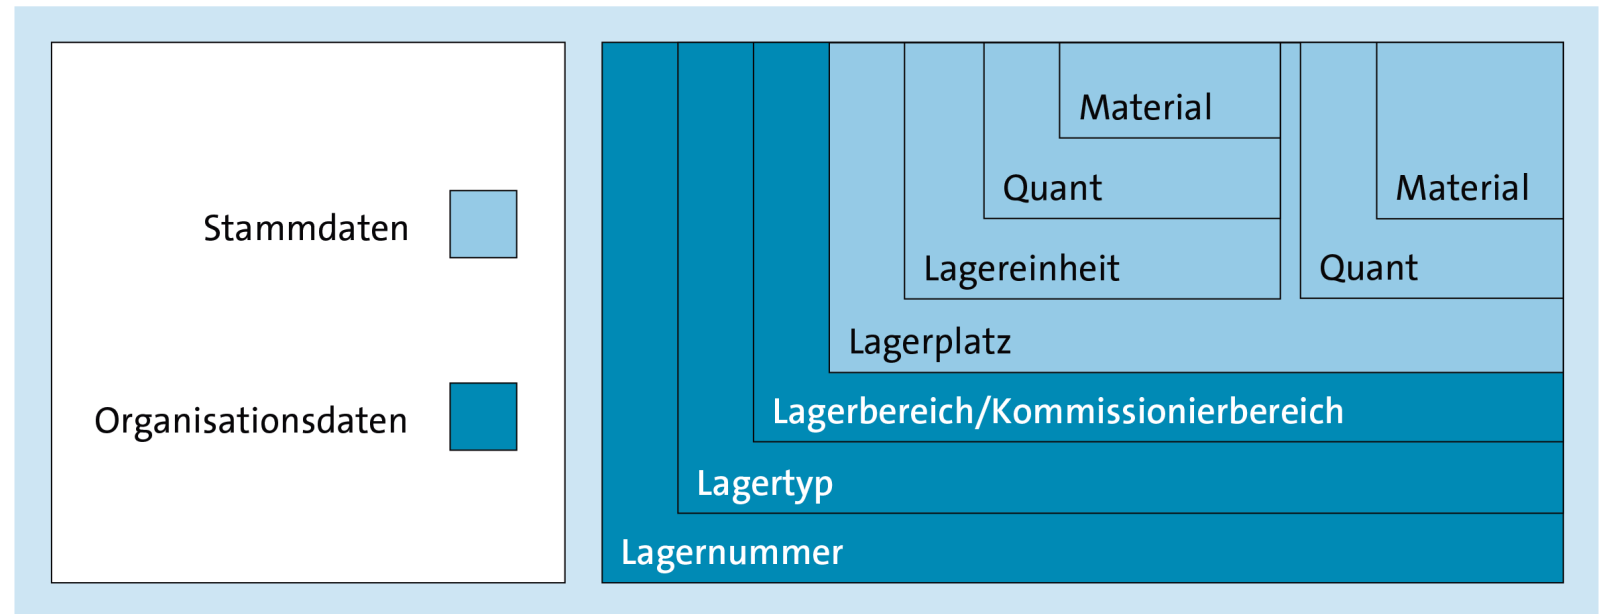 Stammdaten
Organisationsdaten
Material
Quant
Lagereinheit
Material
Quant
Lagerplatz
Lagerbereich/Kommissionierbereich
Lagertyp
Lagernummer